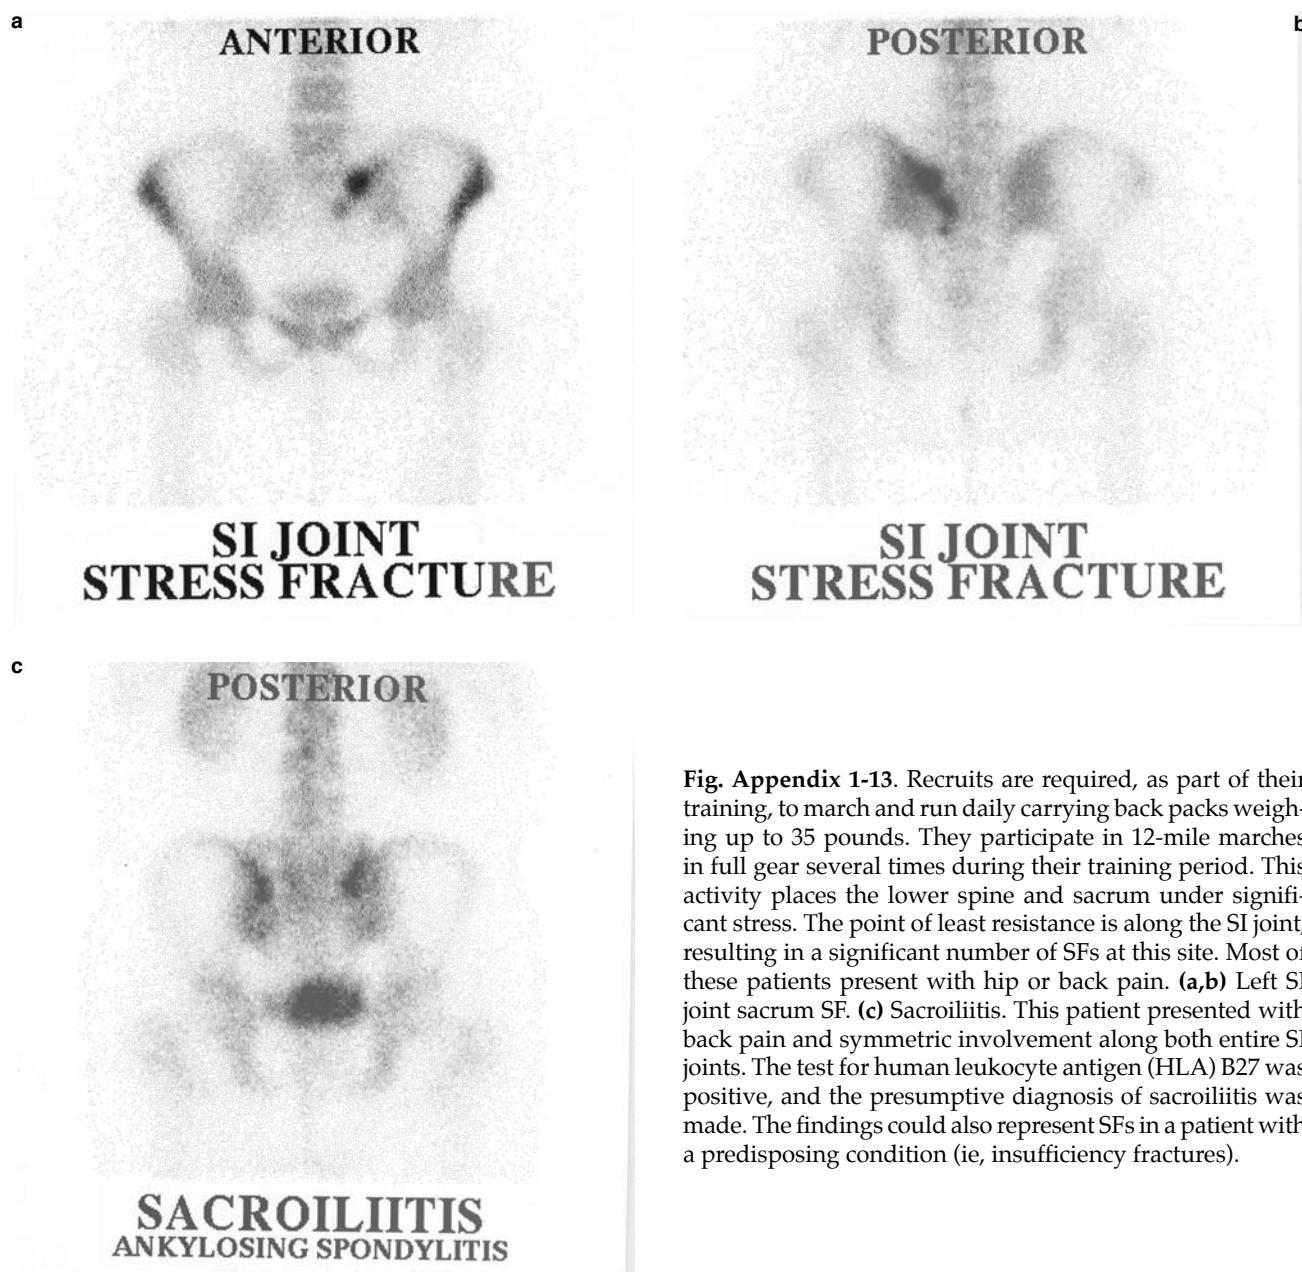 a
ANTERIOR
SI JOINT
STRESS FRACTURE
b
POSTERIOR
SI JOINT
STRESS FRACTURE
c
POSTERIOR
SACROILIITIS
ANKYLOSING SPONDYLITIS
Fig. Appendix 1-13. Recruits are required, as part of their
training, to march and run daily carrying back packs weigh-
ing up to 35 pounds. They participate in 12-mile marches
in full gear several times during their training period. This
activity places the lower spine and sacrum under signifi-
cant stress. The point of least resistance is along the SI joint,
resulting in a significant number of SFs at this site. Most of
these patients present with hip or back pain. (a,b) Left SI
joint sacrum SF. (c) Sacroiliitis. This patient presented with
back pain and symmetric involvement along both entire SI
joints. The test for human leukocyte antigen (HLA) B27 was
positive, and the presumptive diagnosis of sacroiliitis was
made. The findings could also represent SFs in a patient with
a predisposing condition (ie, insufficiency fractures).